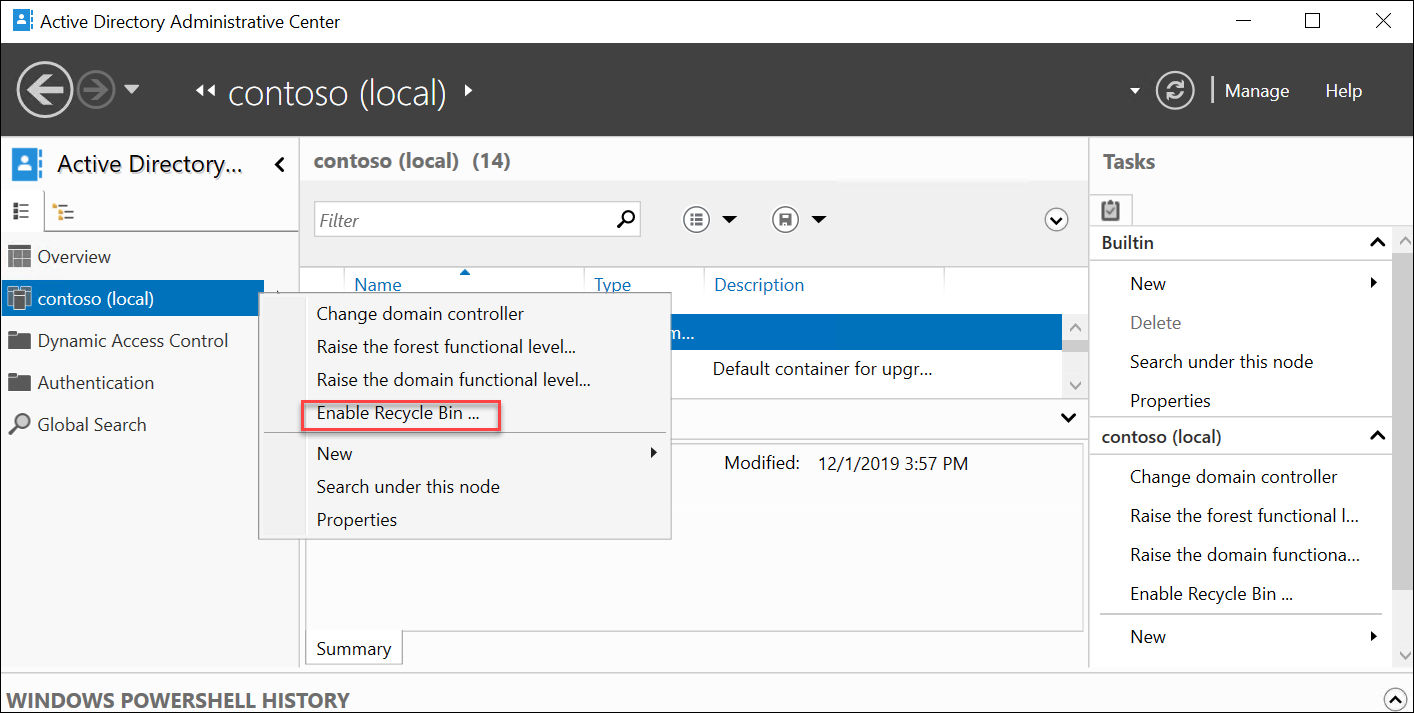 Active Directory Administrative Center
contoso (local)
Manage
Help
Active Directory...
Overview
contoso (local)
Dynamic Access Control
Authentication
Global Search
contoso (local) (14)
Filter
Name Type Description
m...
Default container for upgr...
Modified: 12/1/2019 3:57 PM
Summary
Change domain controller
Raise the forest functional level...
Raise the domain functional level...
Enable Recycle Bin ...
New
Search under this node
Properties
Tasks
Builtin
New
Delete
Search under this node
Properties
contoso (local)
Change domain controller
Raise the forest functional l...
Raise the domain functiona...
Enable Recycle Bin ...
New
WINDOWS POWERSHELL HISTORY